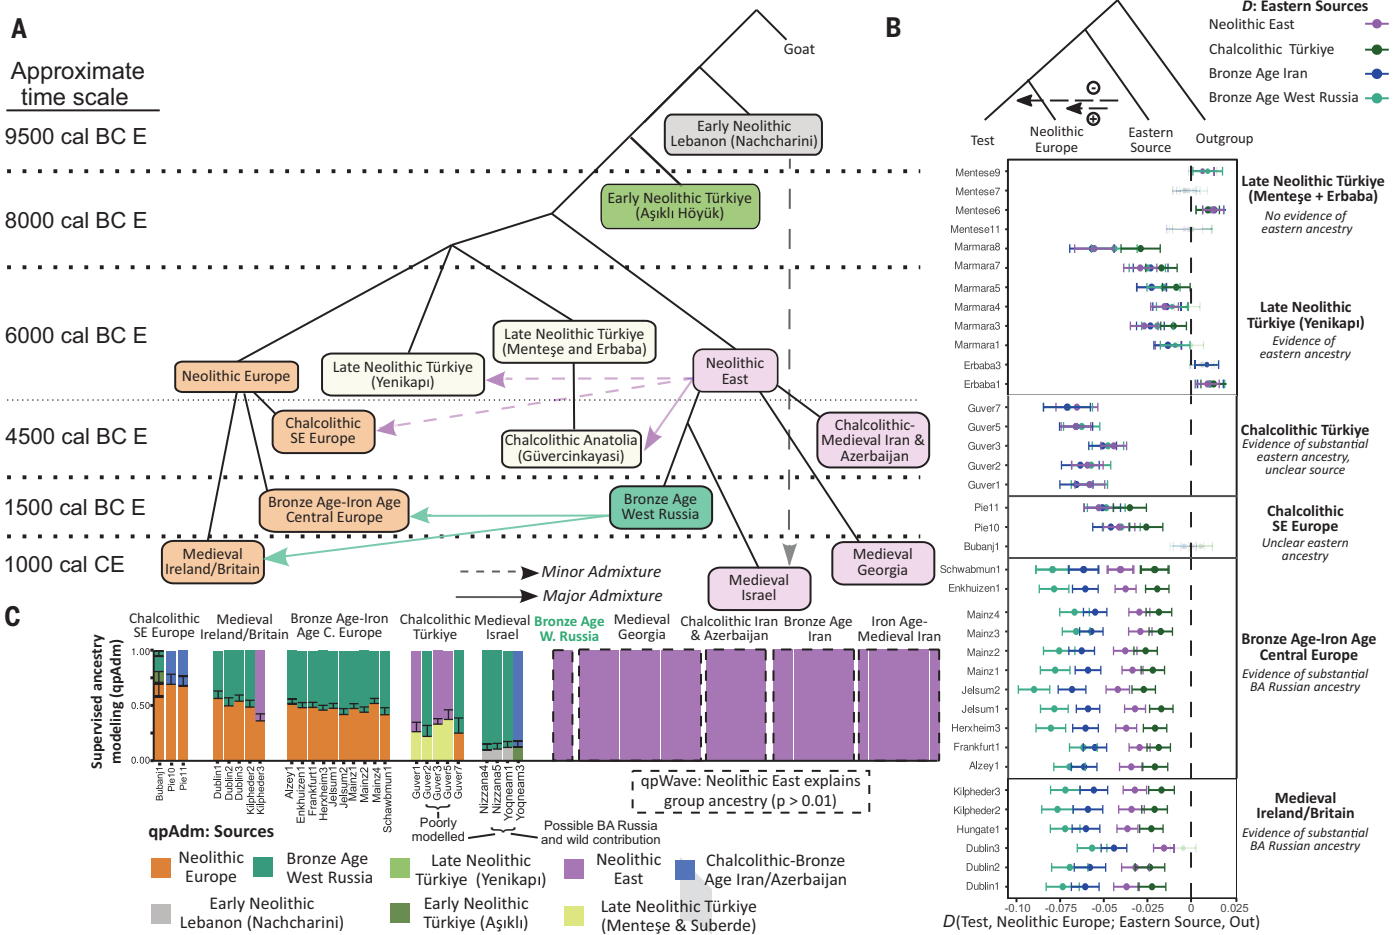 A
Approximate
time scale
9500 cal BC E
8000 cal BC E
6000 cal BC E
4500 cal BC E
1500 cal BC E
1000 cal CE
Goat
Early Neolithic
Lebanon (Nachcharini)
Early Neolithic Türkiye
(Aşıklı Höyük)
Late Neolithic Türkiye
(Menteşe and Erbaba)
Neolithic Europe
Late Neolithic Türkiye
(Yenikapı)
Neolithic
East
Chalcolithic
SE Europe
Chalcolithic Anatolia
(Güvercinkayasi)
Chalcolithic-
Medieval Iran &
Azerbaijan
Bronze Age-Iron Age
Central Europe
Bronze Age
West Russia
Medieval
Ireland/Britain
Medieval
Israel
Medieval
Georgia
Minor Admixture
Major Admixture
B
D: Eastern Sources
Neolithic East
Chalcolithic Türkiye
Bronze Age Iran
Bronze Age West Russia
-
+
Test
Neolithic
Europe
Eastern
Source
Outgroup
Mentese9
Mentese7
Mentese6
Mentese11
Marmara8
Marmara7
Marmara5
Marmara4
Marmara3
Marmara1
Erbaba3
Erbaba1
Late Neolithic Türkiye
(Menteşe + Erbaba)
No evidence of
eastern ancestry
Late Neolithic
Türkiye (Yenikapı)
Evidence of
eastern ancestry
Guver7
Guver5
Guver3
Guver2
Guver1
Chalcolithic Türkiye
Evidence of substantial
eastern ancestry,
unclear source
Pie11
Pie10
Bubanj1
Chalcolithic
SE Europe
Unclear eastern
ancestry
Schwabmun1
Enkhuizen1
Mainz4
Mainz3
Mainz2
Mainz1
Jelsum2
Jelsum1
Herxheim3
Frankfurt1
Alzey1
Bronze Age-Iron Age
Central Europe
Evidence of substantial
BA Russian ancestry
Kilpheder3
Kilpheder2
Hungate1
Dublin3
Dublin2
Dublin1
Medieval
Ireland/Britain
Evidence of substantial
BA Russian ancestry
-0.10 -0.075 -0.05 -0.025 0 0.025
D(Test, Neolithic Europe; Eastern Source, Out)
C
Chalcolithic
SE Europe
Medieval
Ireland/Britain
Bronze Age-Iron
Age C. Europe
Chalcolithic
Türkiye
Medieval
Israel
Bronze Age
W. Russia
Medieval
Georgia
Chalcolithic Iran
& Azerbaijan
Bronze Age
Iran
Iron Age-
Medieval Iran
Supervised ancestry
modeling (qpAdm)
1.00
0.50
0.00
Bubanj1
Pie10
Pie11
Dublin1
Dublin2
Dublin3
Kilpheder2
Kilpheder3
Alzey1
Enkhuizen1
Frankfurt1
Herxheim3
Jelsum1
Jelsum2
Mainz1
Mainz2
Mainz4
Schawbmun1
Guver1
Guver2
Guver3
Guver5
Guver7
Nizzana4
Nizzana5
Yoqneam1
Yoqneam3
Poorly
modelled
Possible BA Russia
and wild contribution
qpWave: Neolithic East explains
group ancestry (p > 0.01)
qpAdm: Sources
Neolithic
Europe
Bronze Age
West Russia
Late Neolithic
Türkiye (Yenikapı)
Neolithic
East
Chalcolithic-Bronze
Age Iran/Azerbaijan
Early Neolithic
Lebanon (Nachcharini)
Early Neolithic
Türkiye (Aşıklı)
Late Neolithic Türkiye
(Menteşe & Suberde)